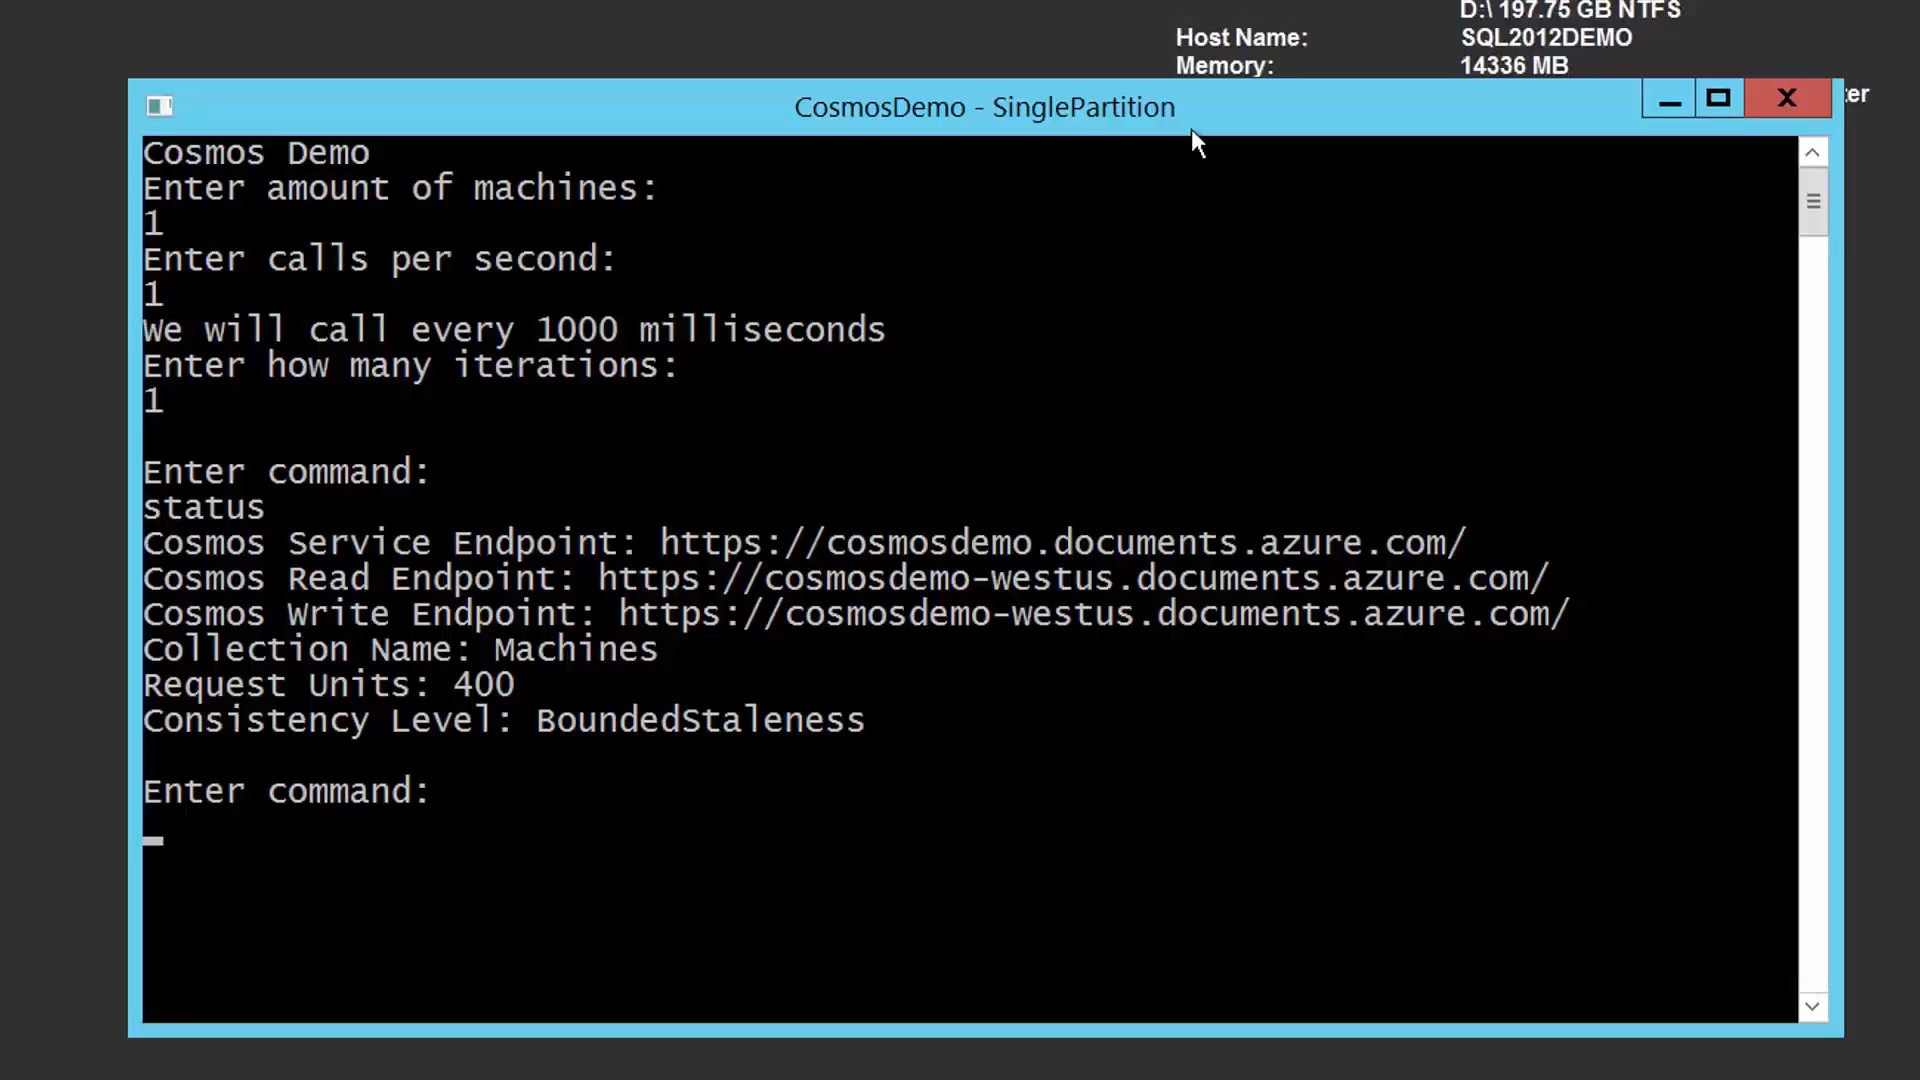 D:\ 197.75 GB NTFS
Host Name: SQL2012DEMO
Memory: 14336 MB
ter
CosmosDemo - SinglePartition
Cosmos Demo
Enter amount of machines:
1
Enter calls per second:
1
We will call every 1000 milliseconds
Enter how many iterations:
1
Enter command:
status
Cosmos Service Endpoint: https://cosmosdemo.documents.azure.com/
Cosmos Read Endpoint: https://cosmosdemo-westus.documents.azure.com/
Cosmos Write Endpoint: https://cosmosdemo-westus.documents.azure.com/
Collection Name: Machines
Request Units: 400
Consistency Level: BoundedStaleness
Enter command: